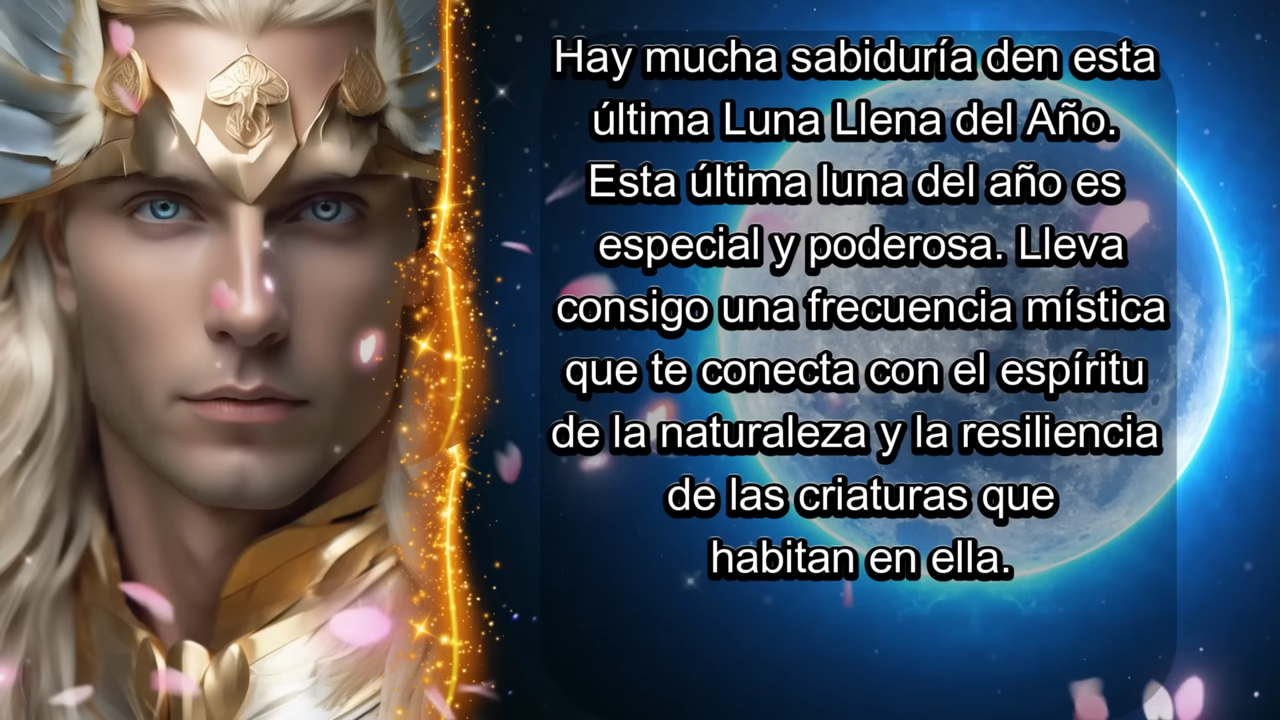 Hay mucha sabiduría den esta
última Luna Llena del Año.
Esta última luna del año es
especial y poderosa. Lleva
consigo una frecuencia mística
que te conecta con el espíritu
de la naturaleza y la resiliencia
de las criaturas que
habitan en ella.